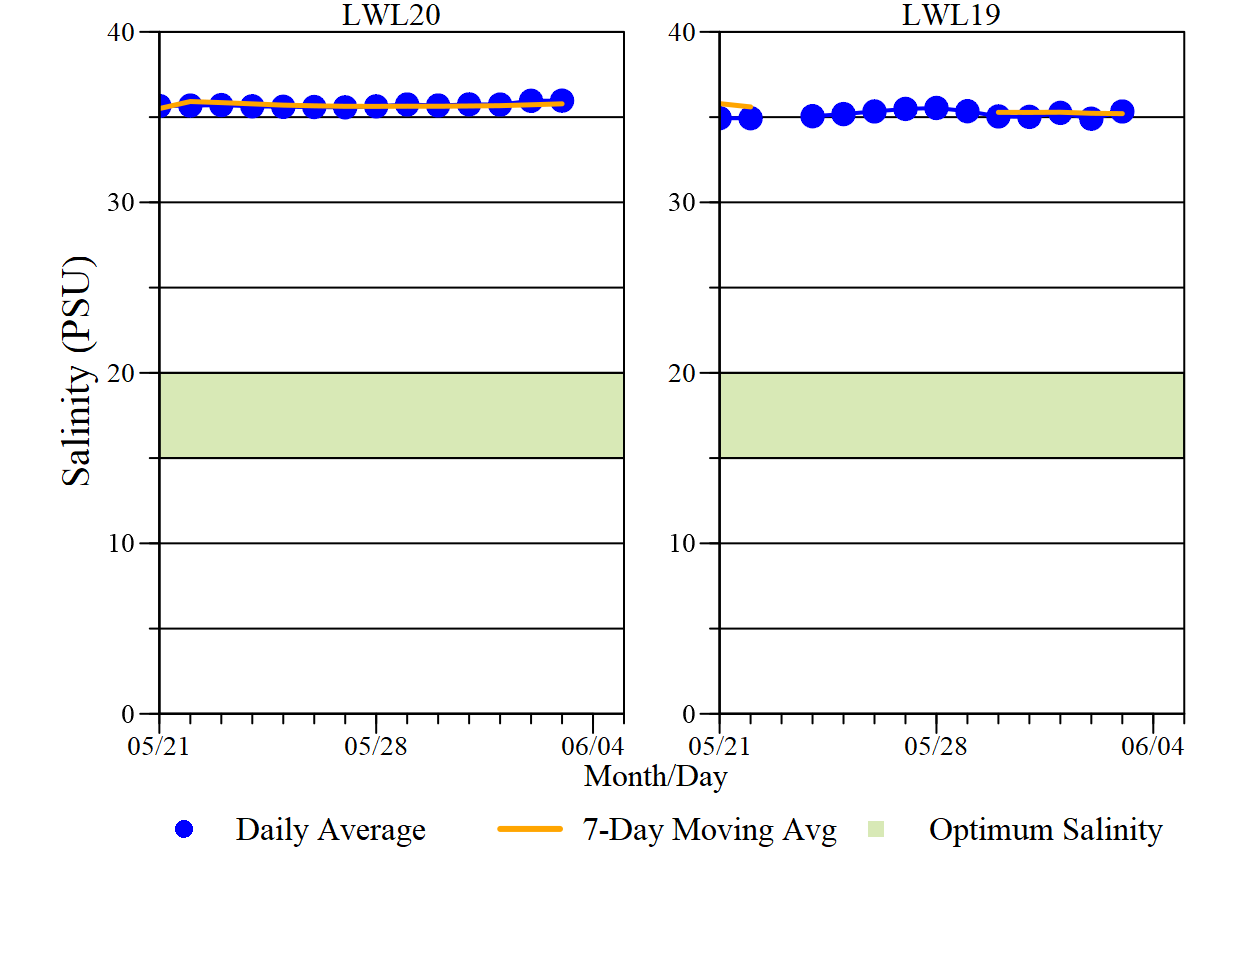 LWL20 LWL19
40 40
30 30
20 20
10 10
0 0
Salinity (PSU)
05/21 05/28 06/04 05/21 05/28 06/04
Month/Day
Daily Average 7-Day Moving Avg Optimum Salinity